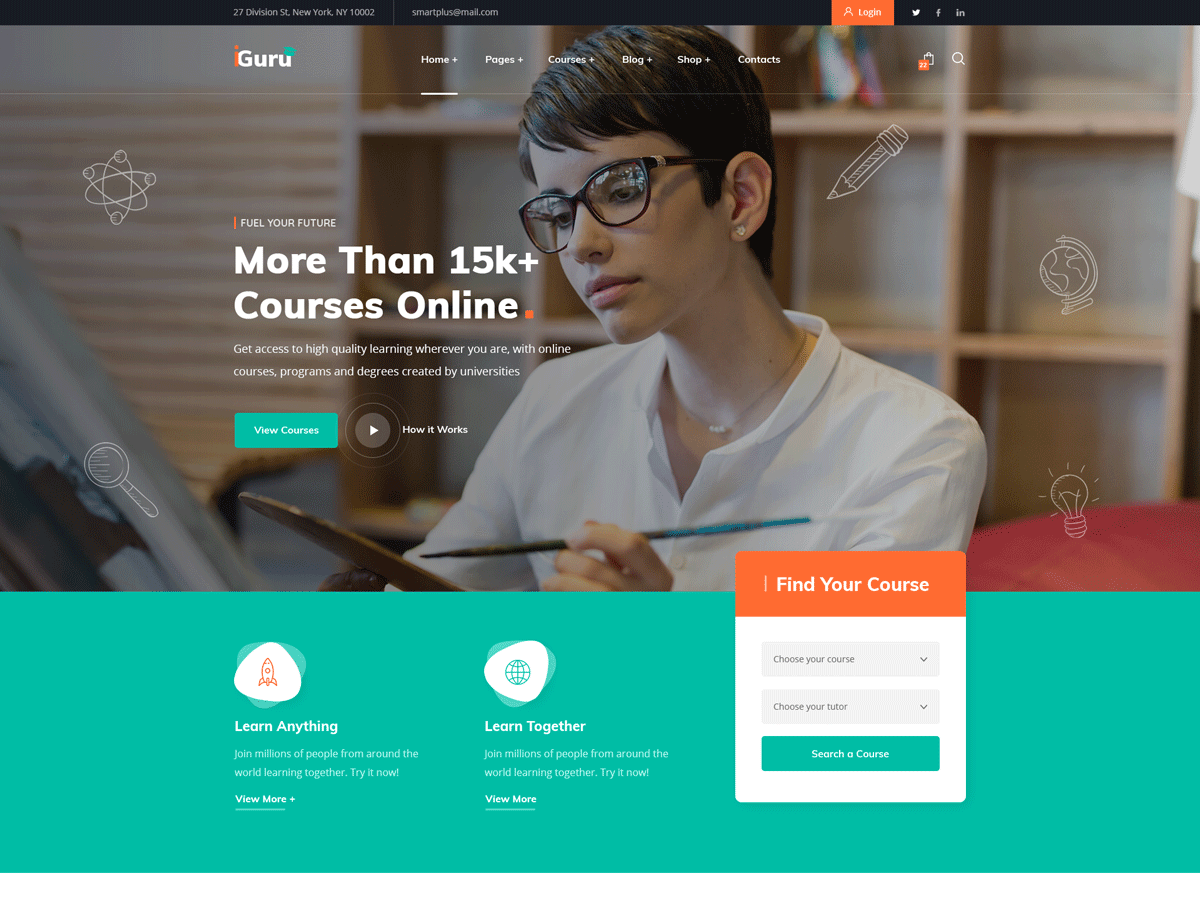 27 Division St, New York, NY 10002
smartplus@mail.com
Login
iGuru
Home +
Pages +
Courses +
Blog +
Shop +
Contacts
22
FUEL YOUR FUTURE
More Than 15k+
Courses Online.
Get access to high quality learning wherever you are, with online
courses, programs and degrees created by universities
View Courses
How it Works
Find Your Course
Choose your course
Choose your tutor
Search a Course
Learn Anything
Join millions of people from around the
world learning together. Try it now!
View More +
Learn Together
Join millions of people from around the
world learning together. Try it now!
View More